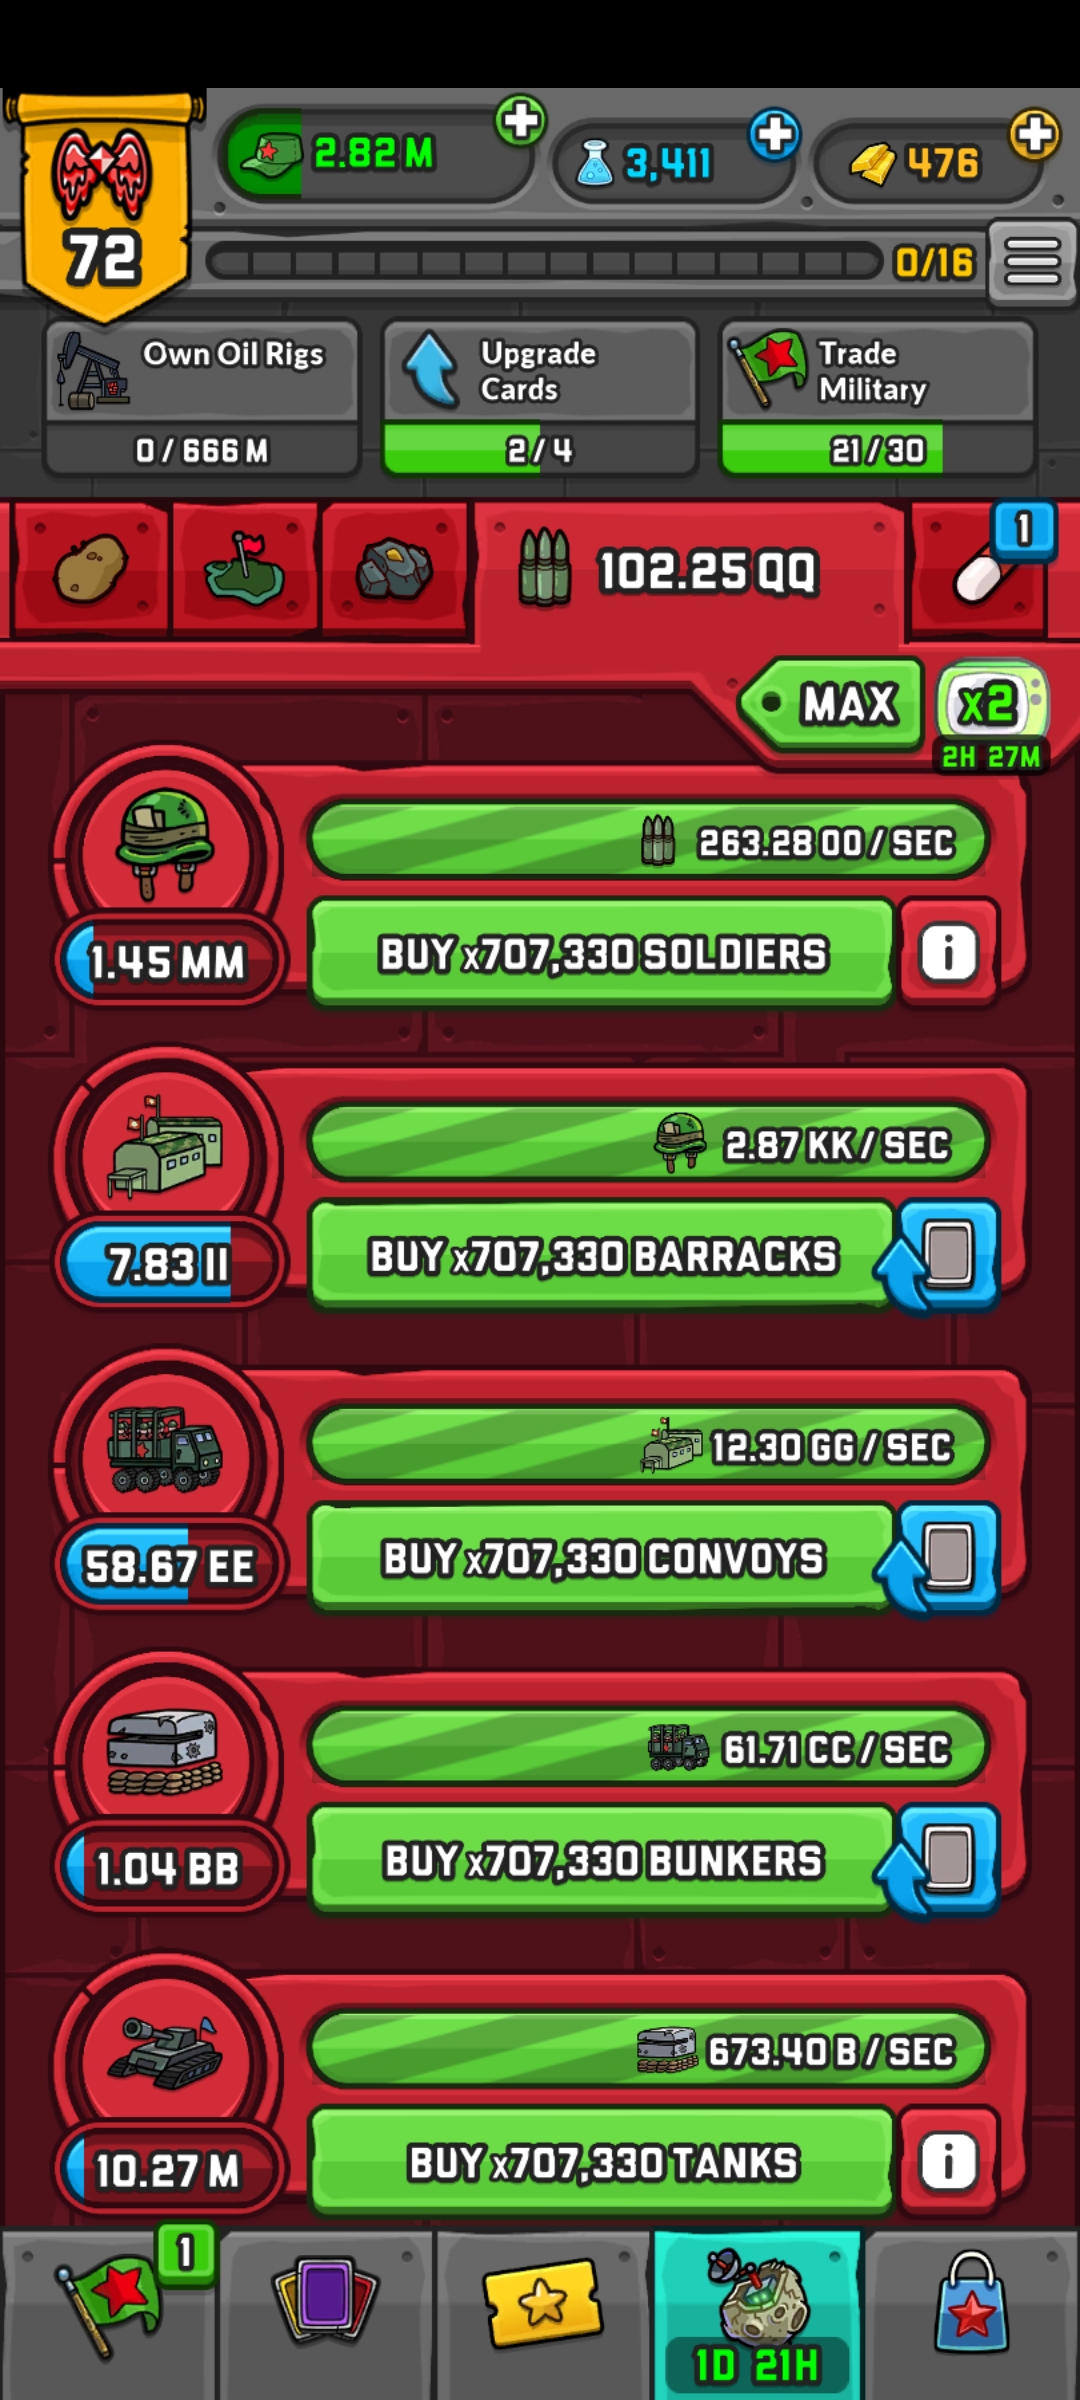 2.82 M
3,411
476
72
0/16
Own Oil Rigs
0 / 666 M
Upgrade
Cards
2 / 4
Trade
Military
21 / 30
102.25 QQ
1
MAX
x2
2H 27M
263.28 OO / SEC
1.45 MM
BUY x707,330 SOLDIERS
i
2.87 KK / SEC
7.83 II
BUY x707,330 BARRACKS
12.30 GG / SEC
58.67 EE
BUY x707,330 CONVOYS
61.71 CC / SEC
1.04 BB
BUY x707,330 BUNKERS
673.40 B / SEC
10.27 M
BUY x707,330 TANKS
i
1
1D 21H